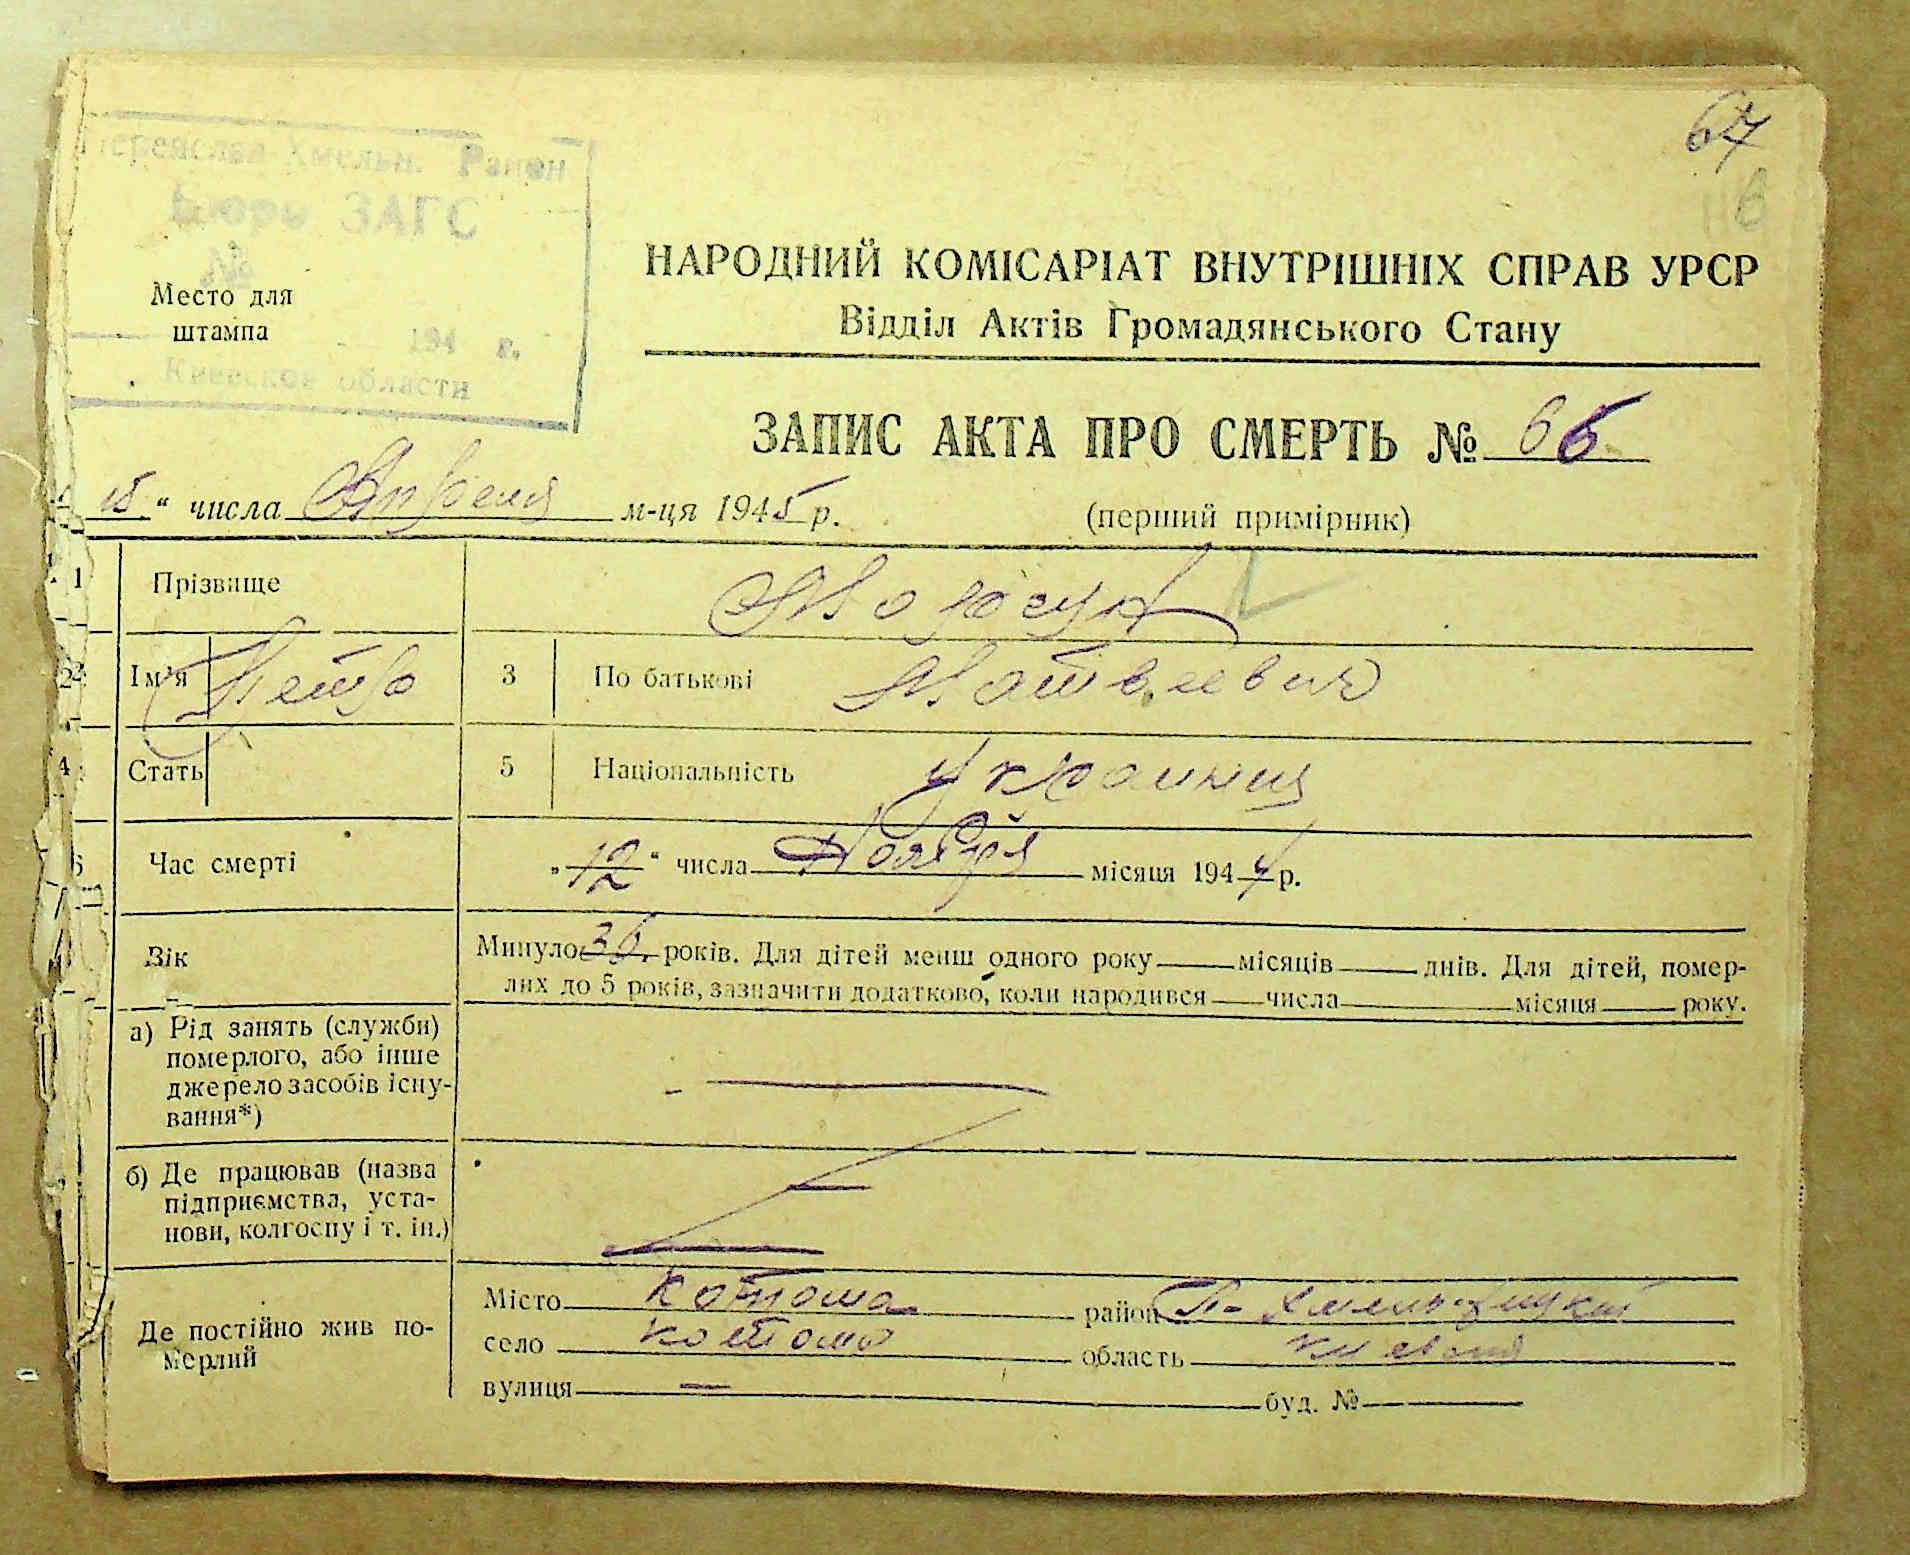 67
Переяслав-Хмельн. Район
Бюро ЗАГС
№
Место для
штампа
194 г.
Киевской области
НАРОДНИЙ КОМІСАРІАТ ВНУТРІШНІХ СПРАВ УРСР
Відділ Актів Громадянського Стану
ЗАПИС АКТА ПРО СМЕРТЬ № 66
15 " числа Апреля м-ця 1945 р. (перший примірник)
1 Прізвище
2 Ім'я Петро 3 По батькові Матвеевич
4 Стать 5 Національність Украинец
6 Час смерті „ 12 " числа Ноября місяця 1944 р.
7 Вік Минуло 36 років. Для дітей менш одного року місяців днів. Для дітей, помер-
лих до 5 років, зазначити додатково, коли народився числа місяця року.
а) Рід занять (служби)
померлого, або інше
джерело засобів існу-
вання*)
б) Де працював (назва
підприємства, уста-
нови, колгоспу і т. ін.)
Де постійно жив по-
мерлий
Місто район П-Хмельницкий
село область Киевская
вулиця — буд. №